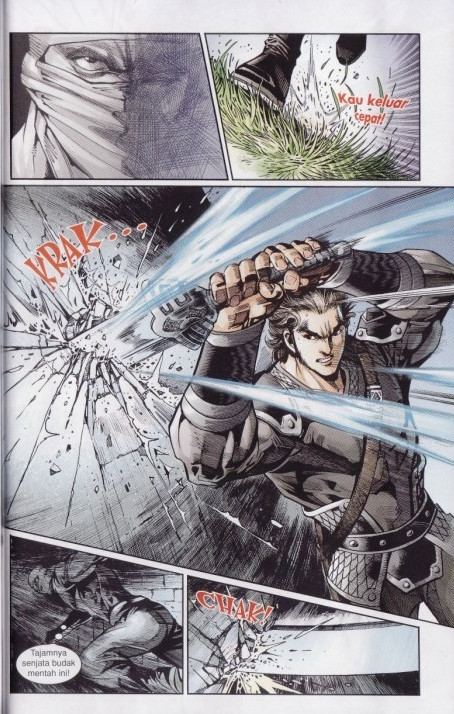 Kau keluar
cepat!
KRAK...
Tajamnya
senjata budak
mentah ini!
CHAK!